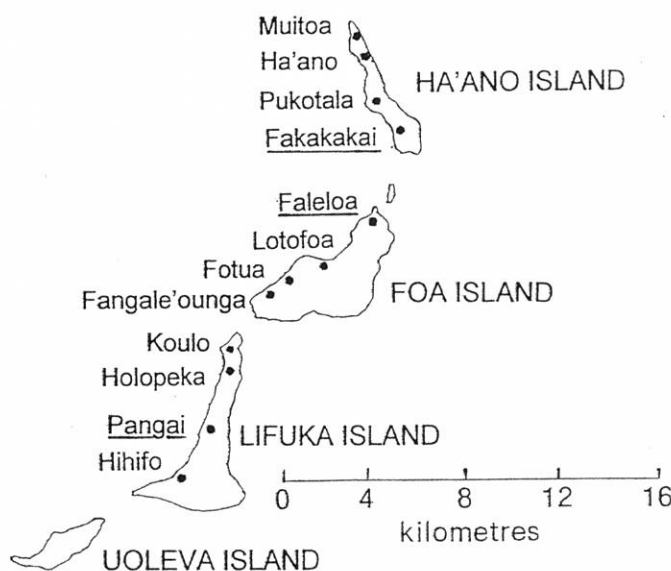 Muitoa
Ha'ano
Pukotala
HA'ANO ISLAND
Fakakakai
Faleloa
Lotofoa
Fotua
Fangale'ounga
FOA ISLAND
Koulo
Holopeka
Pangai
LIFUKA ISLAND
Hihifo
0 4 8 12 16
kilometres
UOLEVA ISLAND